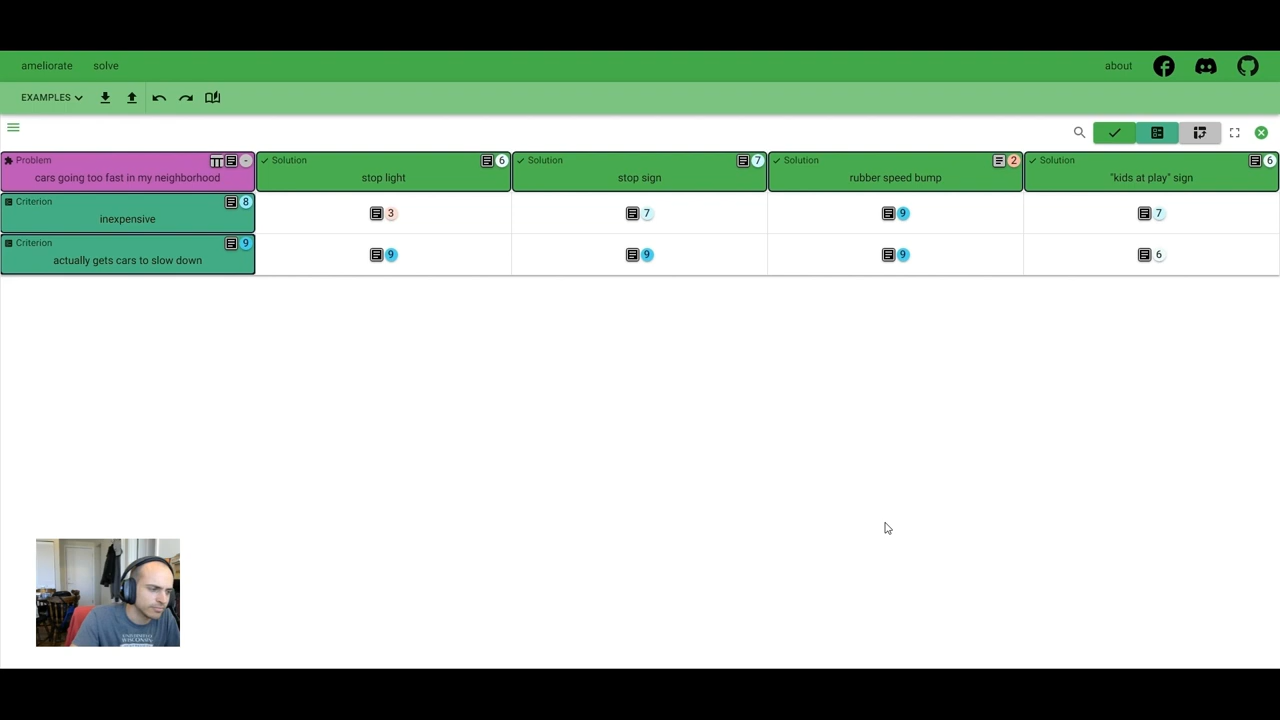 ameliorate solve about
EXAMPLES
Problem - Solution 6 Solution 7 Solution 2 Solution 6
cars going too fast in my neighborhood stop light stop sign rubber speed bump "kids at play" sign
Criterion 8
inexpensive 3 7 9 7
Criterion 9
actually gets cars to slow down 9 9 9 6
UNIVERSITY
WISCONSIN